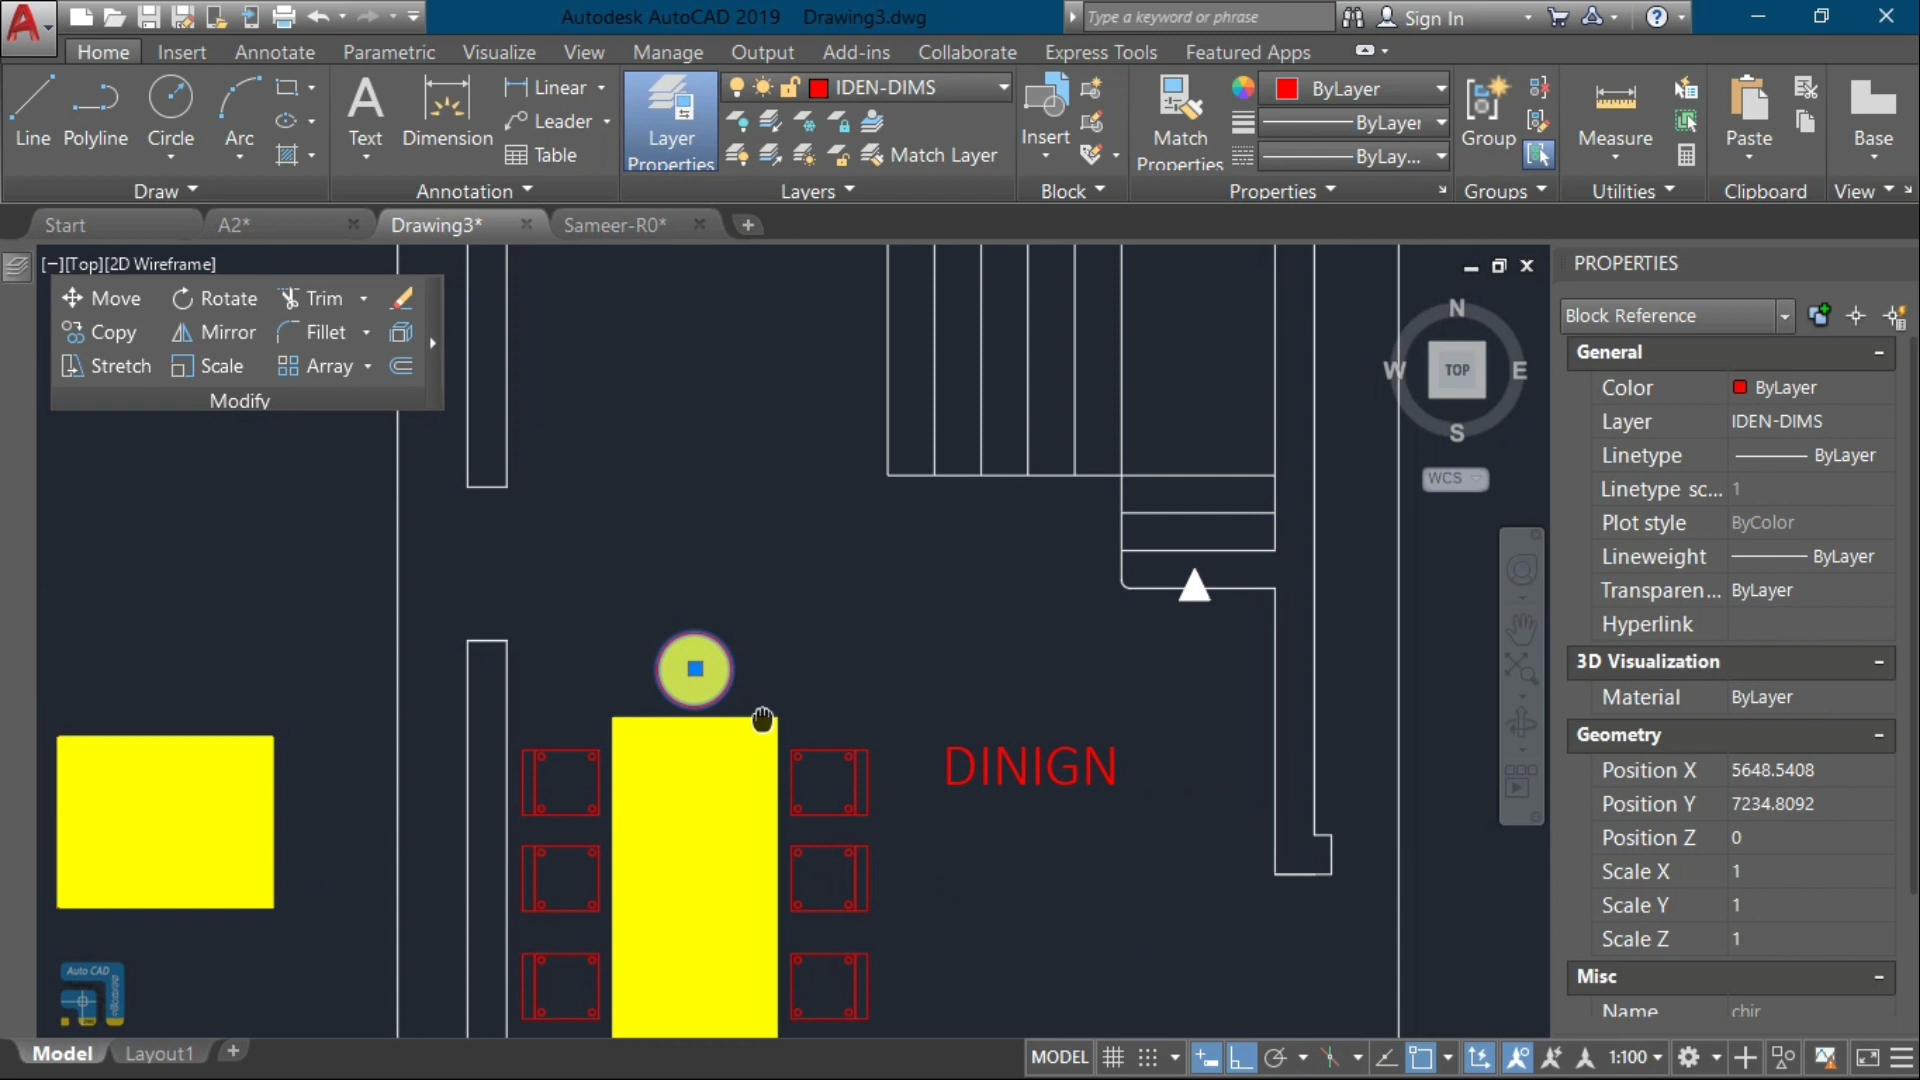 Autodesk AutoCAD 2019 Drawing3.dwg
Type a keyword or phrase
Sign In
Home Insert Annotate Parametric Visualize View Manage Output Add-ins Collaborate Express Tools Featured Apps
Line Polyline Circle Arc
Text Dimension
Linear
Leader
Table
Layer Properties
IDEN-DIMS
Match Layer
Insert
Match Properties
ByLayer
ByLayer
ByLay...
Group
Measure
Paste
Base
Draw Annotation Layers Block Properties Groups Utilities Clipboard View
Start A2* Drawing3* Sameer-R0*
[−][Top][2D Wireframe]
Move Rotate Trim
Copy Mirror Fillet
Stretch Scale Array
Modify
N
W TOP E
S
WCS
DINIGN
Auto CAD
PROPERTIES
Block Reference
General
Color ByLayer
Layer IDEN-DIMS
Linetype ByLayer
Linetype sc... 1
Plot style ByColor
Lineweight ByLayer
Transparen... ByLayer
Hyperlink
3D Visualization
Material ByLayer
Geometry
Position X 5648.5408
Position Y 7234.8092
Position Z 0
Scale X 1
Scale Y 1
Scale Z 1
Misc
Name chir
Model Layout1
MODEL 1:100